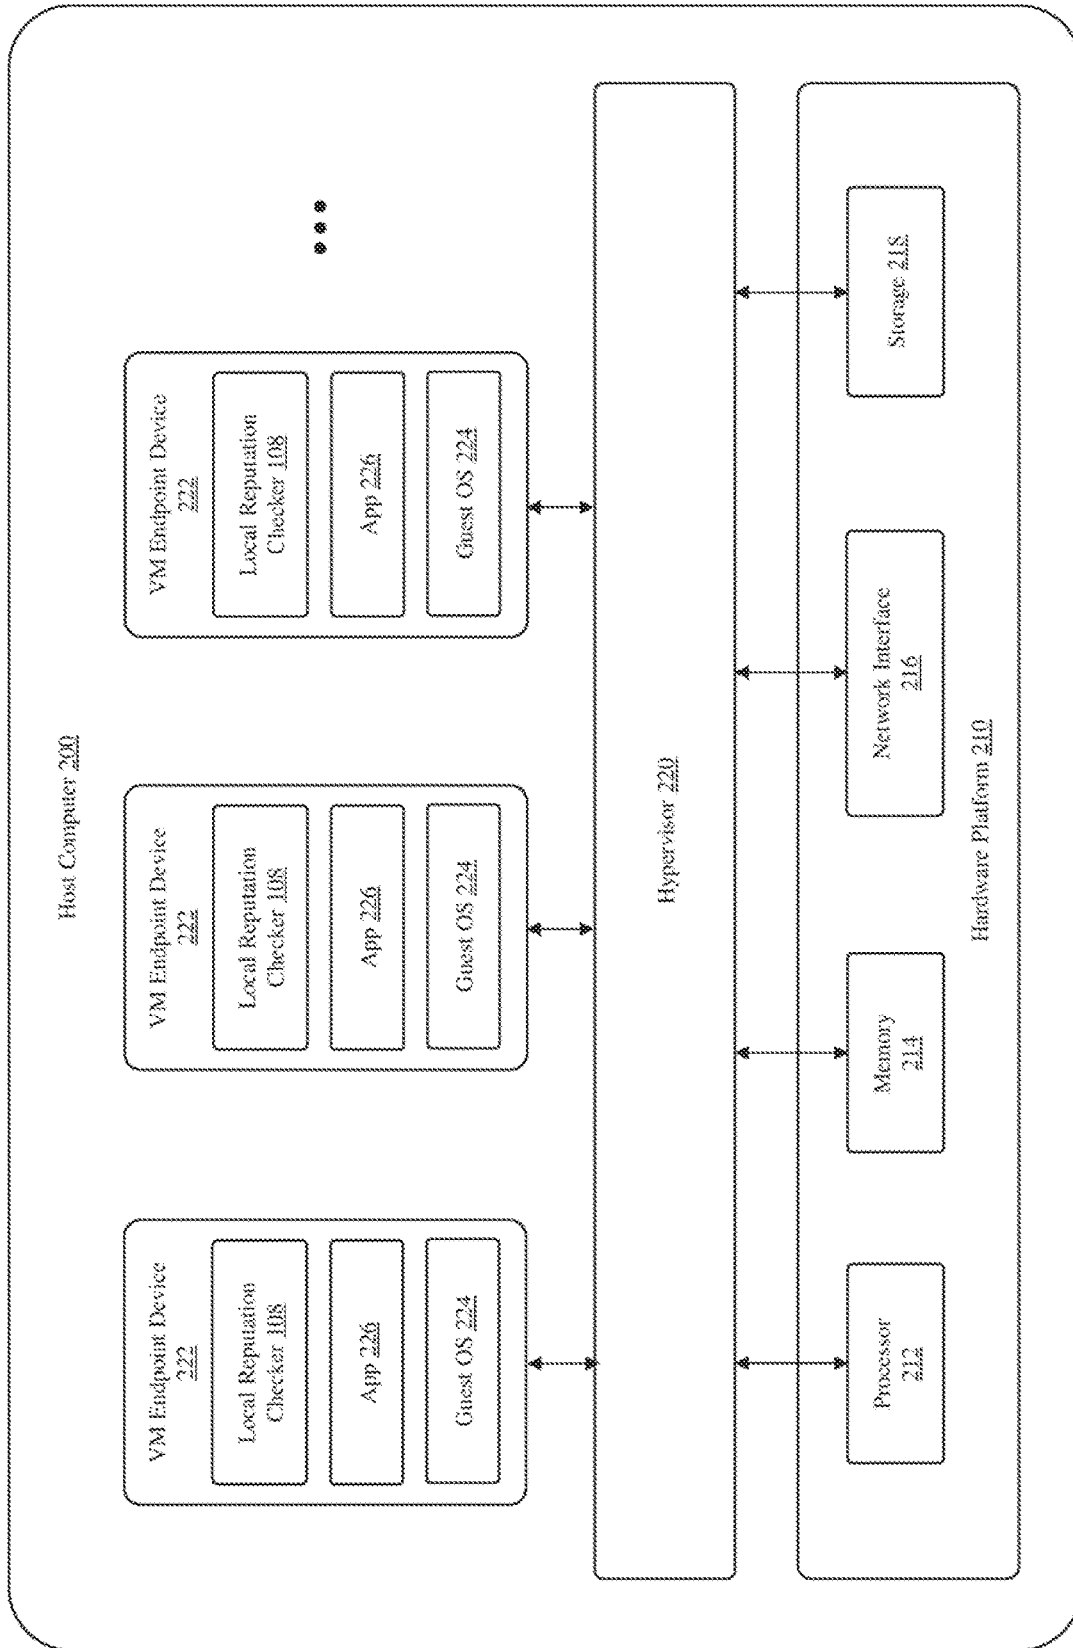 Host Computer 200
VM Endpoint Device
222
Local Reputation
Checker 108
App 226
Guest OS 224
VM Endpoint Device
222
Local Reputation
Checker 108
App 226
Guest OS 224
VM Endpoint Device
222
Local Reputation
Checker 108
App 226
Guest OS 224
Hypervisor 220
Processor
212
Memory
214
Network Interface
216
Storage 218
Hardware Platform 210